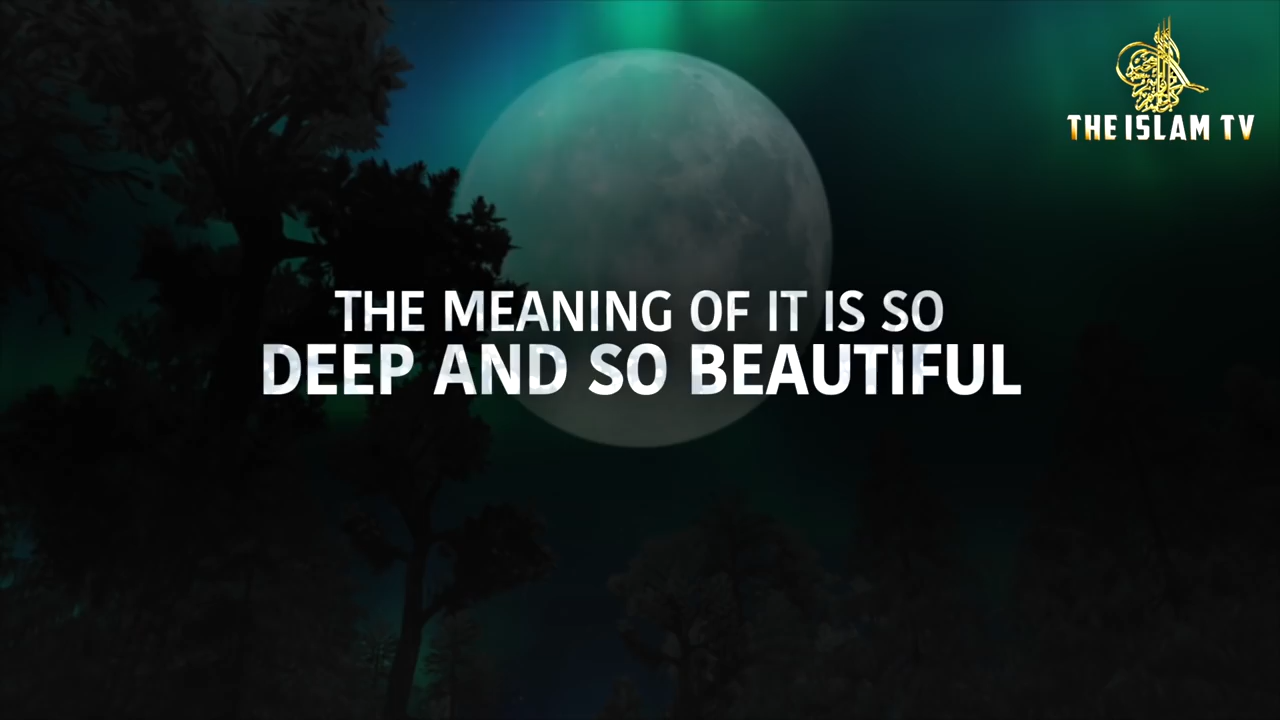 THE ISLAM TV
THE MEANING OF IT IS SO
DEEP AND SO BEAUTIFUL